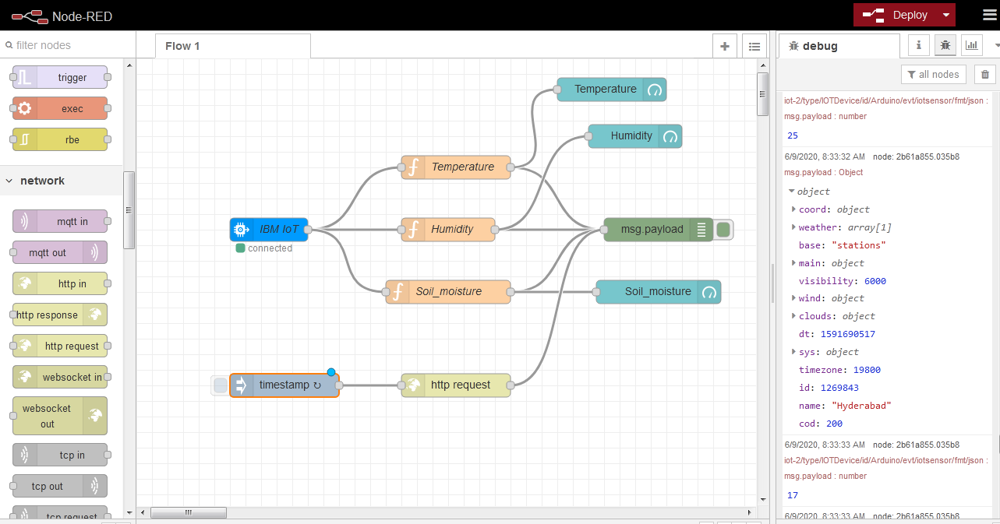 Node-RED
Deploy
filter nodes
trigger
exec
rbe
network
mqtt in
mqtt out
http in
http response
http request
websocket in
websocket
out
tcp in
tcp out
tcp request
Flow 1
Temperature
Humidity
Temperature
IBM IoT
connected
Humidity
msg.payload
Soil_moisture
Soil_moisture
timestamp ↻
http request
debug
all nodes
iot-2/type/IOTDevice/id/Arduino/evt/iotsensor/fmt/json :
msg.payload : number
25
6/9/2020, 8:33:32 AM node: 2b61a855.035b8
msg.payload : Object
object
coord: object
weather: array[1]
base: "stations"
main: object
visibility: 6000
wind: object
clouds: object
dt: 1591690517
sys: object
timezone: 19800
id: 1269843
name: "Hyderabad"
cod: 200
6/9/2020, 8:33:33 AM node: 2b61a855.035b8
iot-2/type/IOTDevice/id/Arduino/evt/iotsensor/fmt/json :
msg.payload : number
17
6/9/2020, 8:33:33 AM node: 2b61a855.035b8